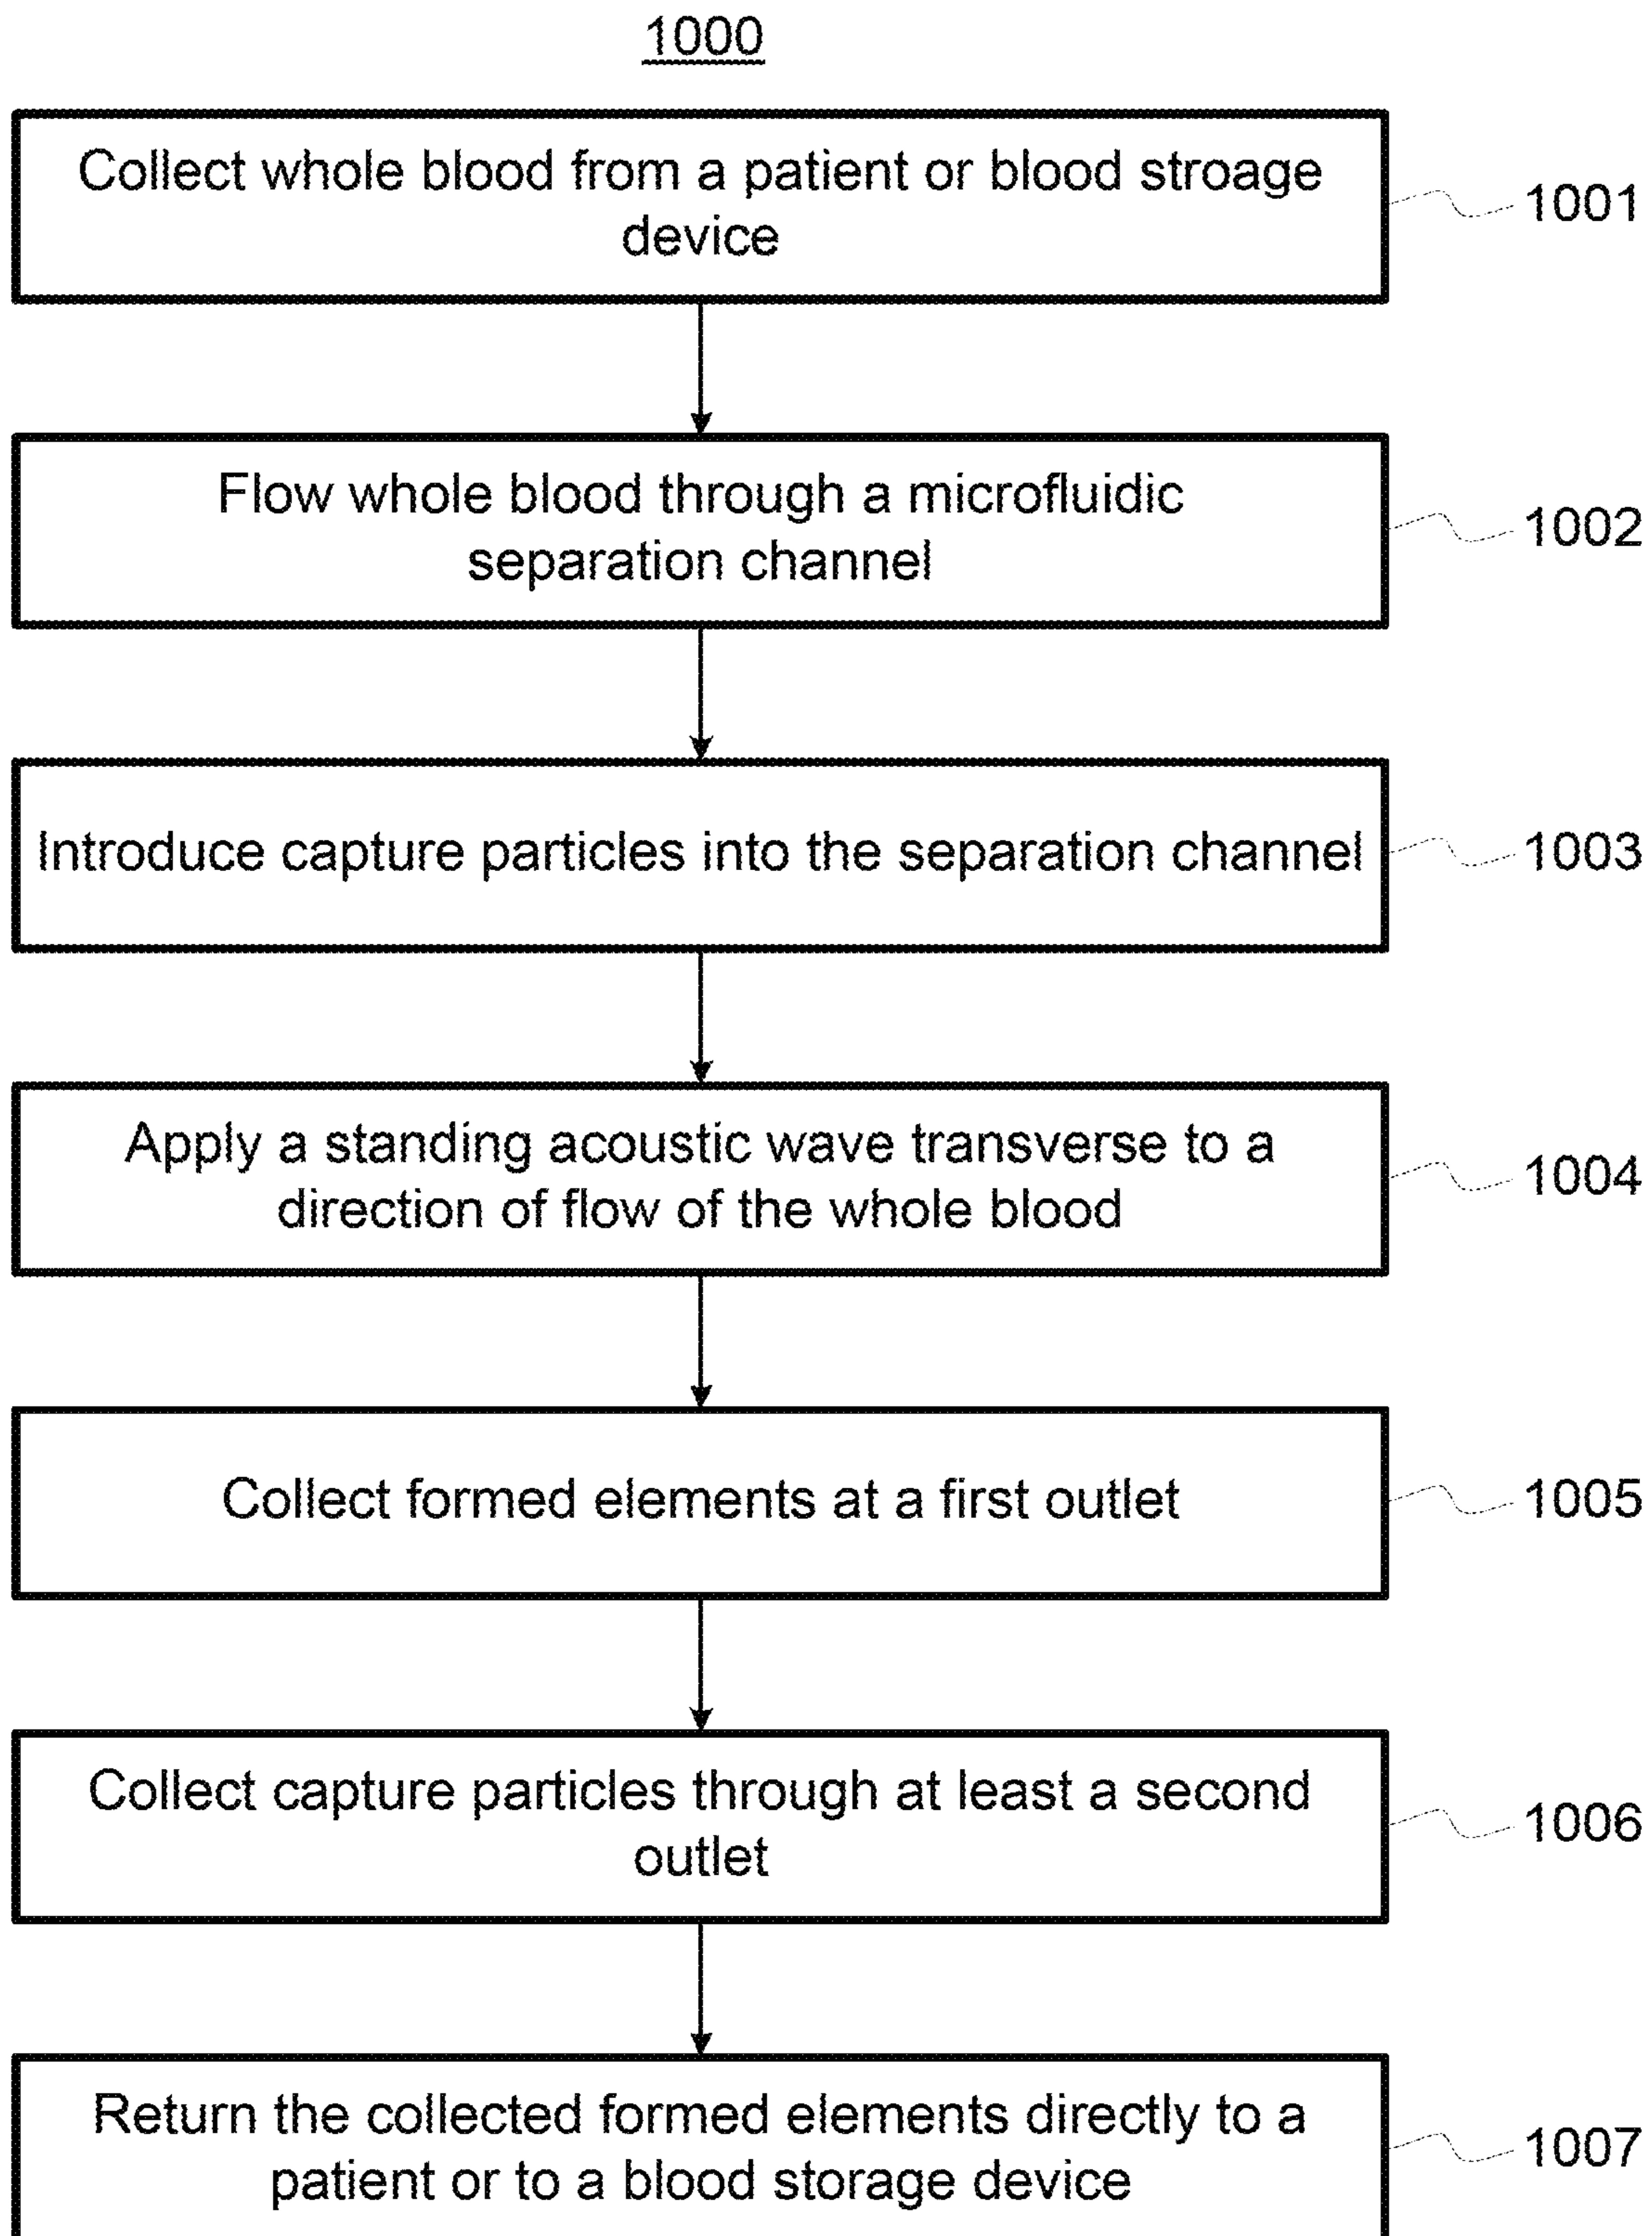 1000
Collect whole blood from a patient or blood stroage
device
1001
Flow whole blood through a microfluidic
separation channel
1002
Introduce capture particles into the separation channel
1003
Apply a standing acoustic wave transverse to a
direction of flow of the whole blood
1004
Collect formed elements at a first outlet
1005
Collect capture particles through at least a second
outlet
1006
Return the collected formed elements directly to a
patient or to a blood storage device
1007